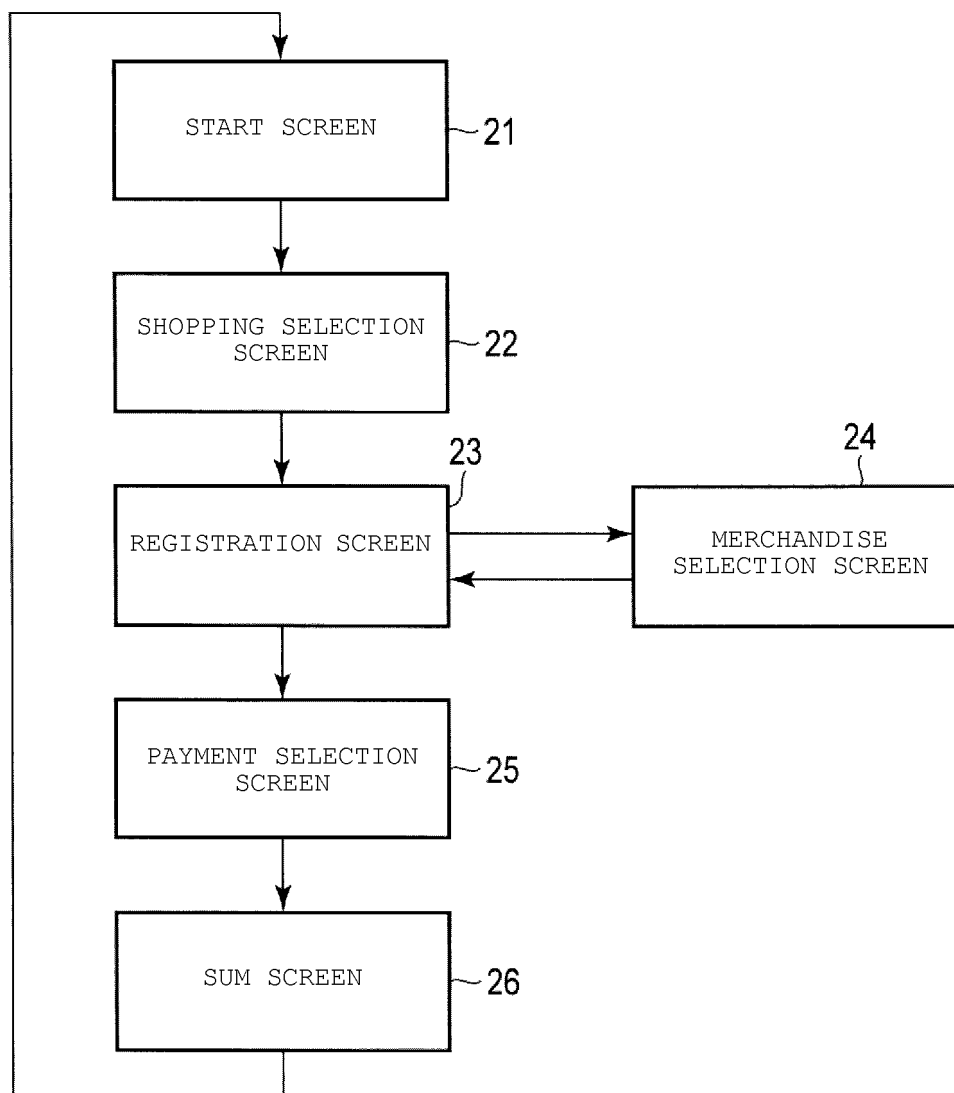 START SCREEN
21
SHOPPING SELECTION
SCREEN
22
REGISTRATION SCREEN
23
MERCHANDISE
SELECTION SCREEN
24
PAYMENT SELECTION
SCREEN
25
SUM SCREEN
26